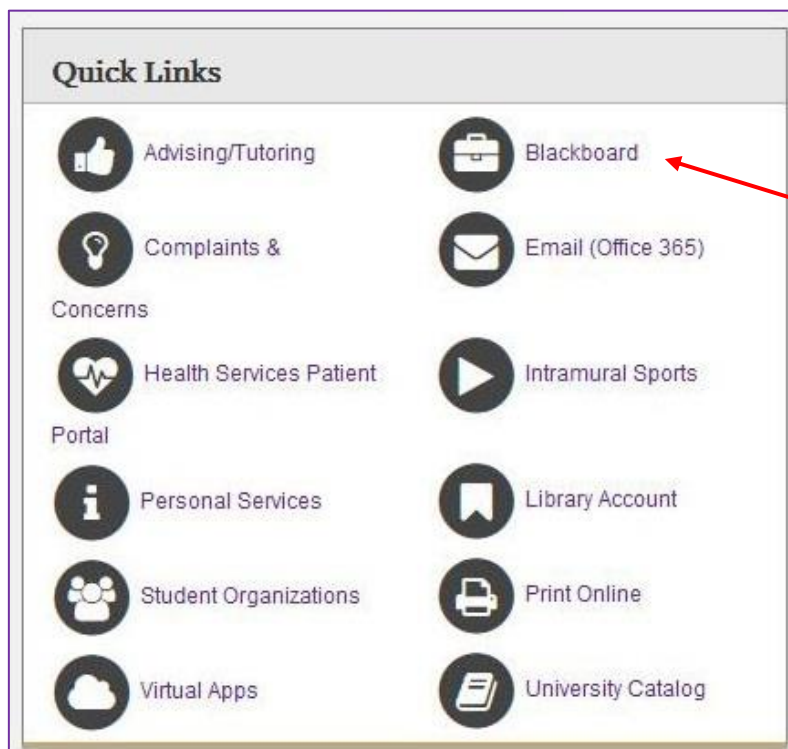 Quick Links
Advising/Tutoring
Blackboard
Complaints &
Concerns
Email (Office 365)
Health Services Patient
Portal
Intramural Sports
Personal Services
Library Account
Student Organizations
Print Online
Virtual Apps
University Catalog